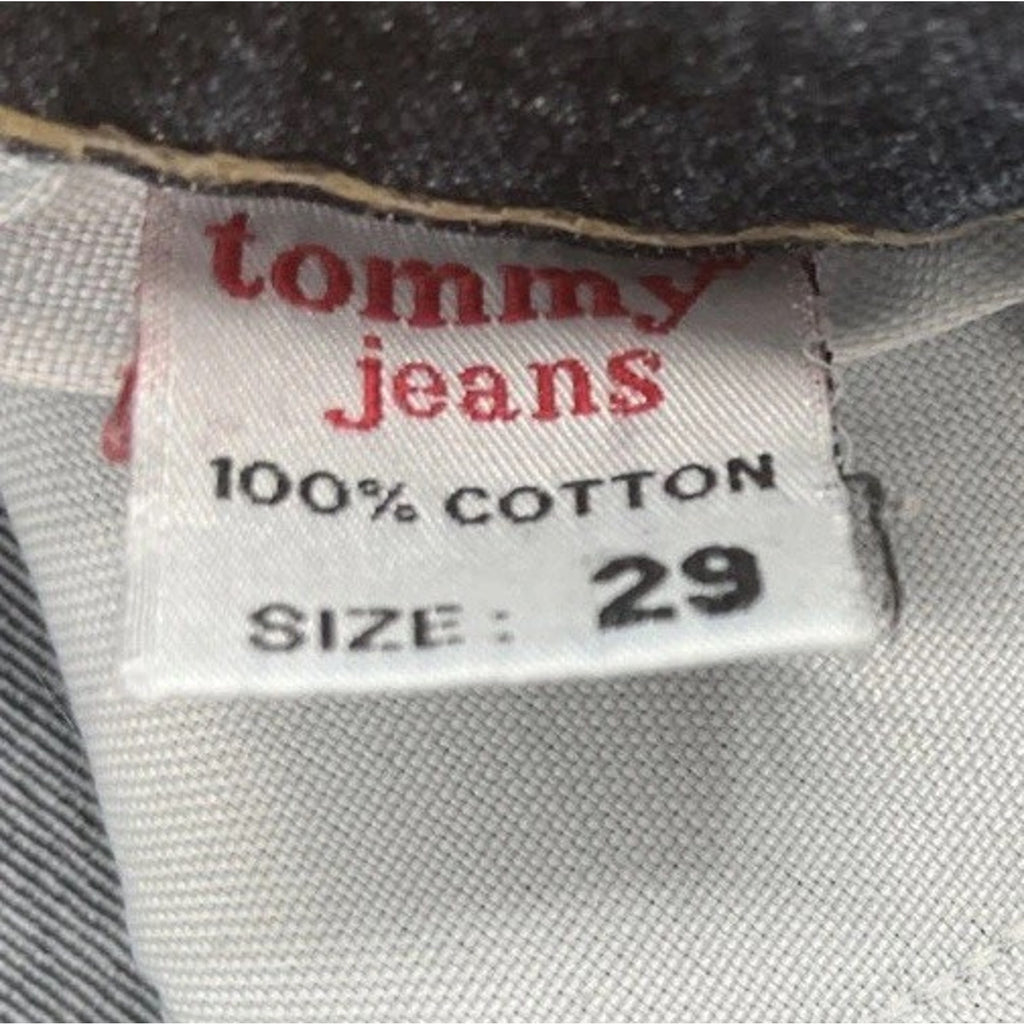 tommy
jeans
100% COTTON
SIZE: 29